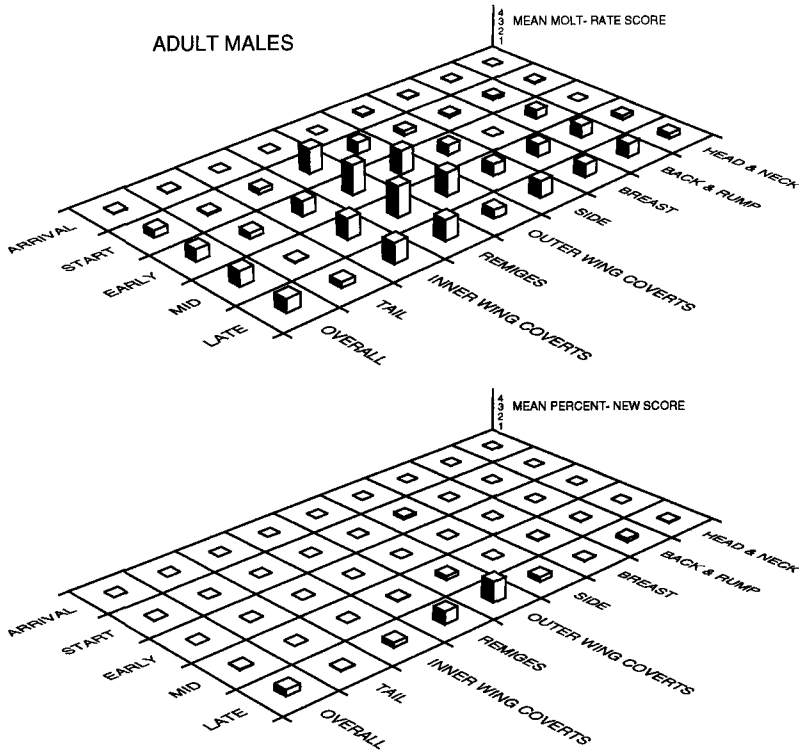 4
3 MEAN MOLT- RATE SCORE
2
1
ADULT MALES
HEAD & NECK
BACK & RUMP
BREAST
SIDE
OUTER WING COVERTS
REMIGES
INNER WING COVERTS
TAIL
OVERALL
ARRIVAL
START
EARLY
MID
LATE
4
3 MEAN PERCENT- NEW SCORE
2
1
HEAD & NECK
BACK & RUMP
BREAST
SIDE
OUTER WING COVERTS
REMIGES
INNER WING COVERTS
TAIL
OVERALL
ARRIVAL
START
EARLY
MID
LATE